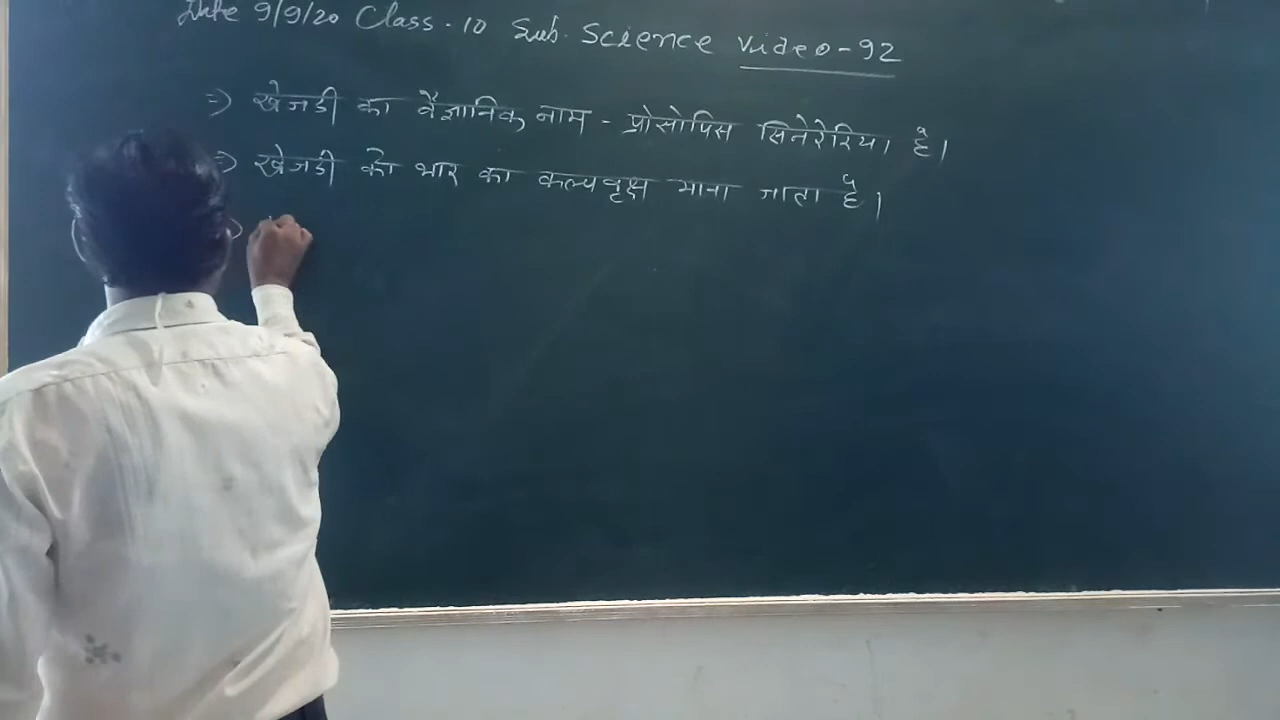 Date 9/9/20 Class - 10 Sub. Science Video - 92
=> खेजडी का वैज्ञानिक नाम - प्रोसोपिस सिनेरेरिया है।
=> खेजडी को थार का कल्पवृक्ष माना जाता है।